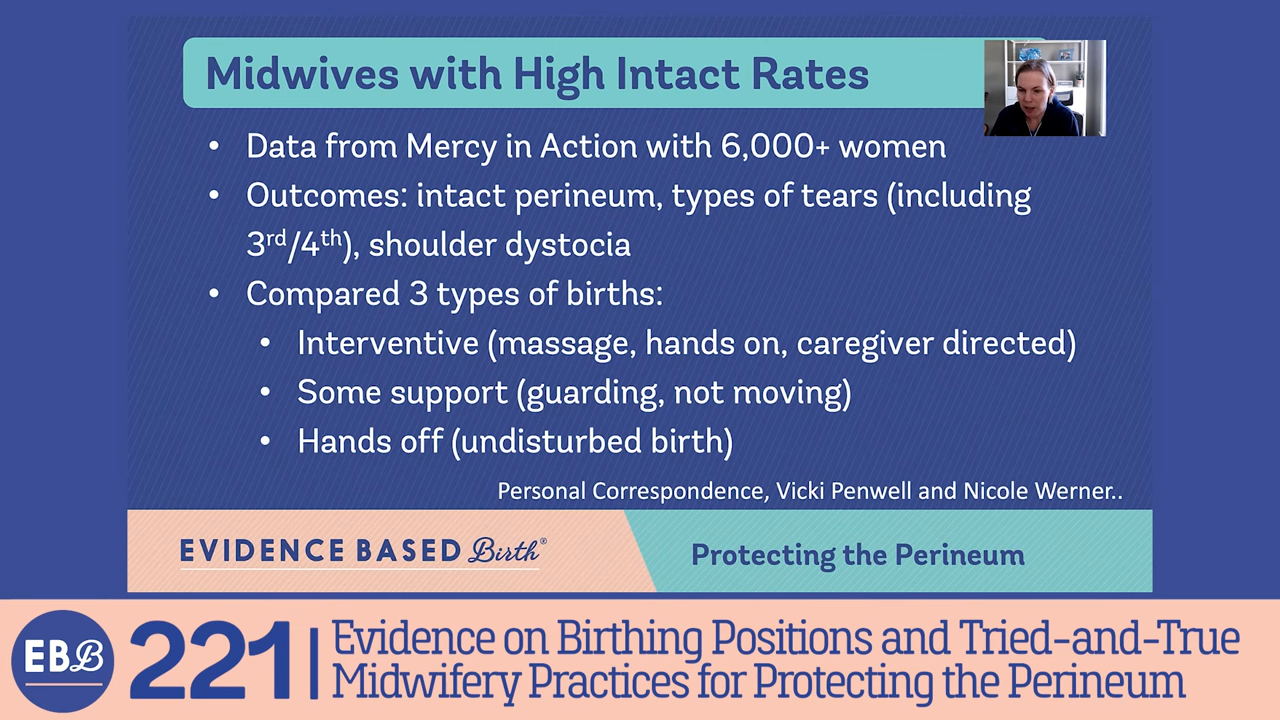 Midwives with High Intact Rates
• Data from Mercy in Action with 6,000+ women
• Outcomes: intact perineum, types of tears (including
3rd/4th), shoulder dystocia
• Compared 3 types of births:
• Interventive (massage, hands on, caregiver directed)
• Some support (guarding, not moving)
• Hands off (undisturbed birth)
Personal Correspondence, Vicki Penwell and Nicole Werner..
EVIDENCE BASED Birth®
Protecting the Perineum
EBB
221
Evidence on Birthing Positions and Tried-and-True
Midwifery Practices for Protecting the Perineum